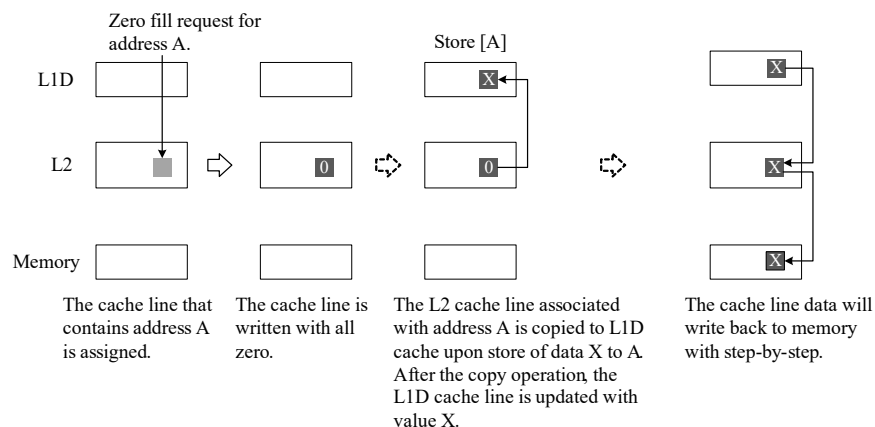 Zero fill request for
address A.
Store [A]
L1D
X
X
L2
0
0
X
Memory
X
The cache line that
contains address A
is assigned.
The cache line is
written with all
zero.
The L2 cache line associated
with address A is copied to L1D
cache upon store of data X to A.
After the copy operation, the
L1D cache line is updated with
value X.
The cache line data will
write back to memory
with step-by-step.